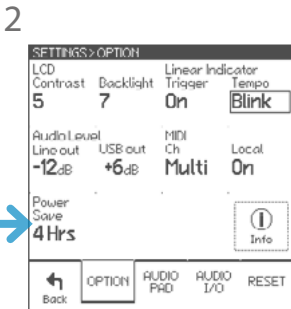 2
SETTINGS>OPTION
LCD Linear Indicator
Contrast Backlight Trigger Tempo
5 7 On Blink
Audio Level MIDI
Line out USB out Ch Local
-12dB +6dB Multi On
Power
Save
4 Hrs
Info
Back OPTION AUDIO PAD AUDIO I/O RESET